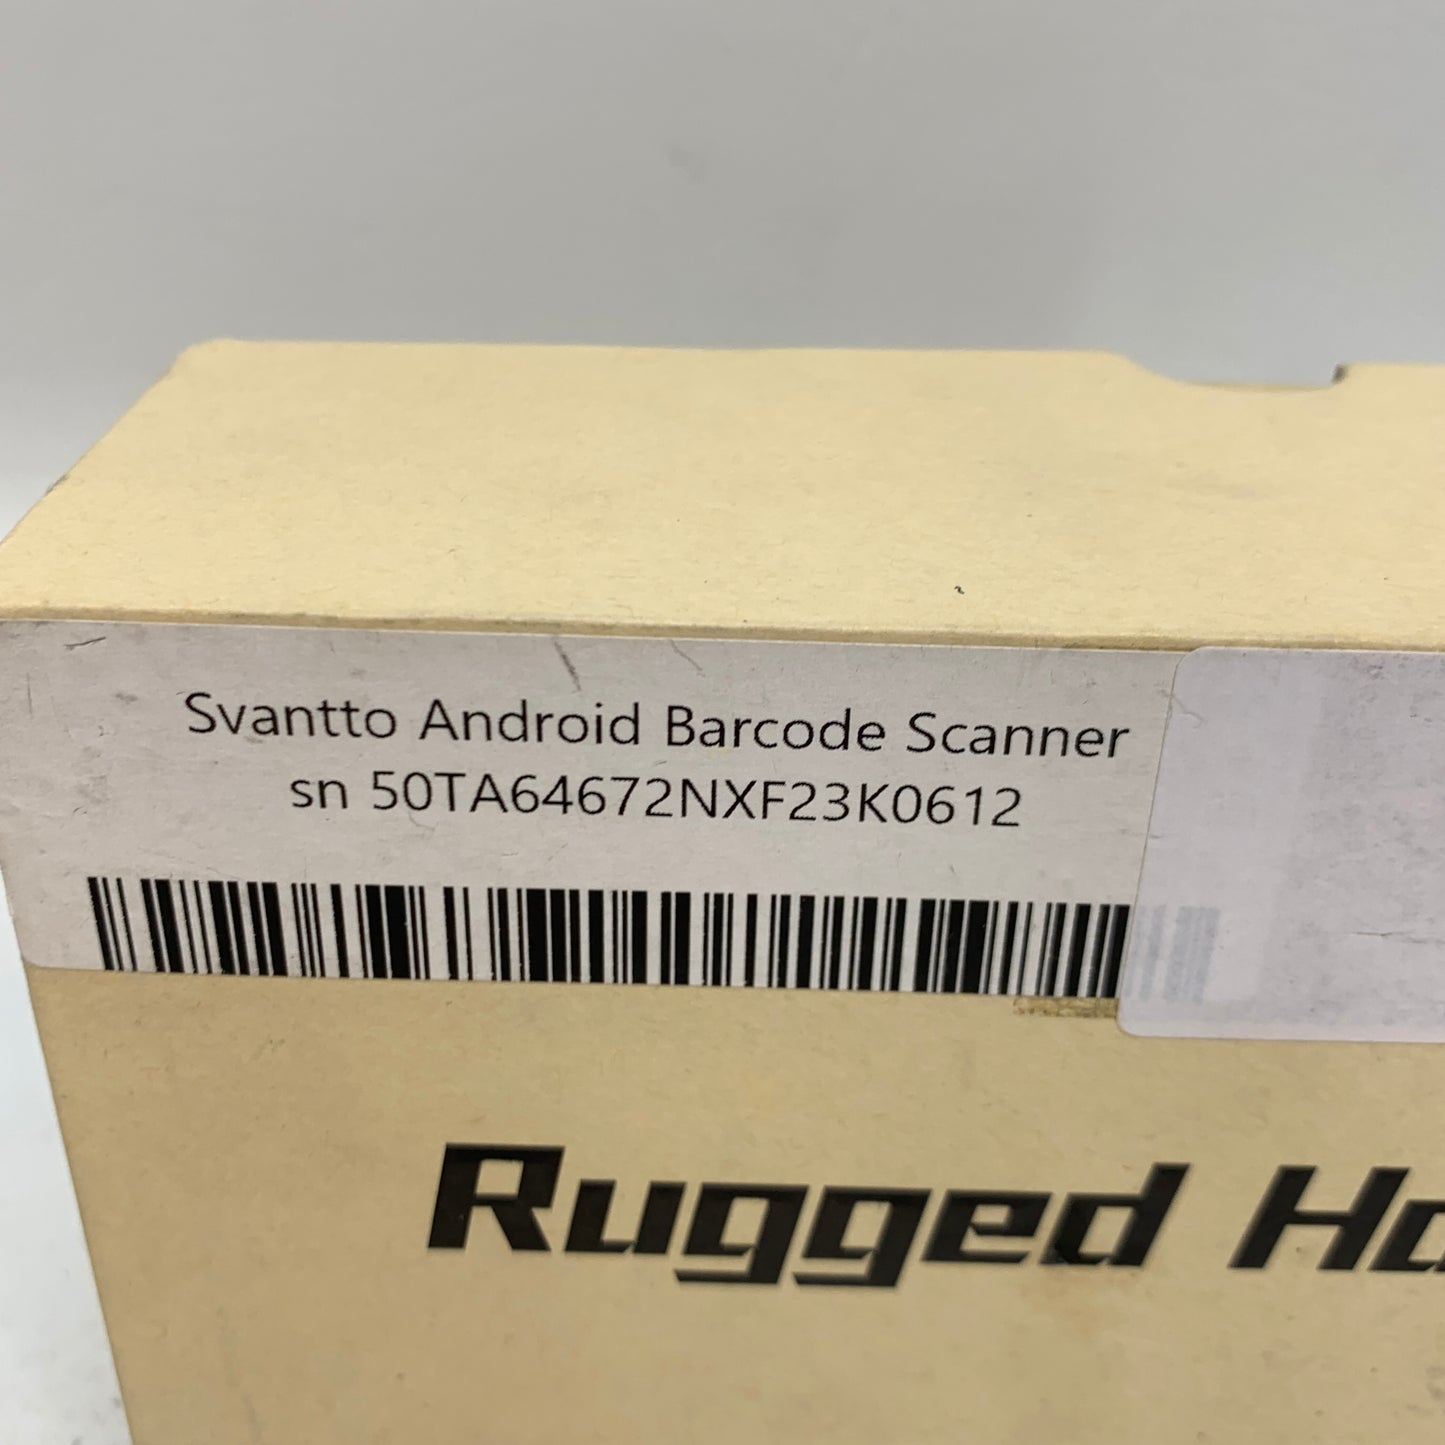 Svantto Android Barcode Scanner
sn 50TA64672NXF23K0612
Rugged Ha